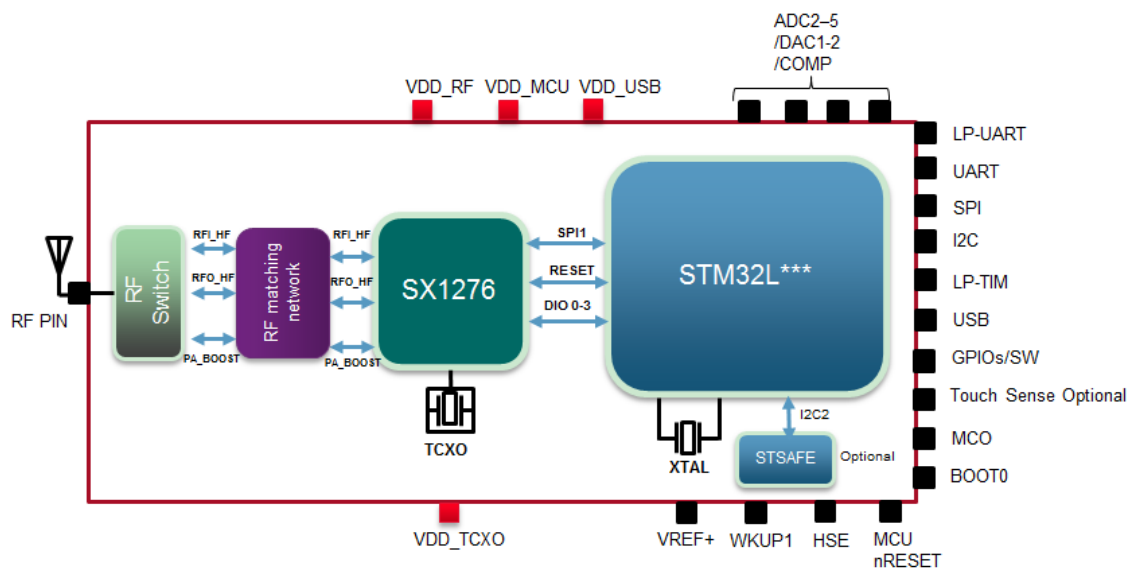 ADC2–5
/DAC1-2
/COMP
VDD_RF
VDD_MCU
VDD_USB
LP-UART
UART
SPI
I2C
LP-TIM
USB
GPIOs/SW
Touch Sense Optional
MCO
BOOT0
RF PIN
RF
Switch
RFI_HF
RFO_HF
PA_BOOST
RF matching
network
RFI_HF
RFO_HF
PA_BOOST
SX1276
SPI1
RESET
DIO 0-3
STM32L***
TCXO
XTAL
I2C2
STSAFE
Optional
VDD_TCXO
VREF+
WKUP1
HSE
MCU
nRESET